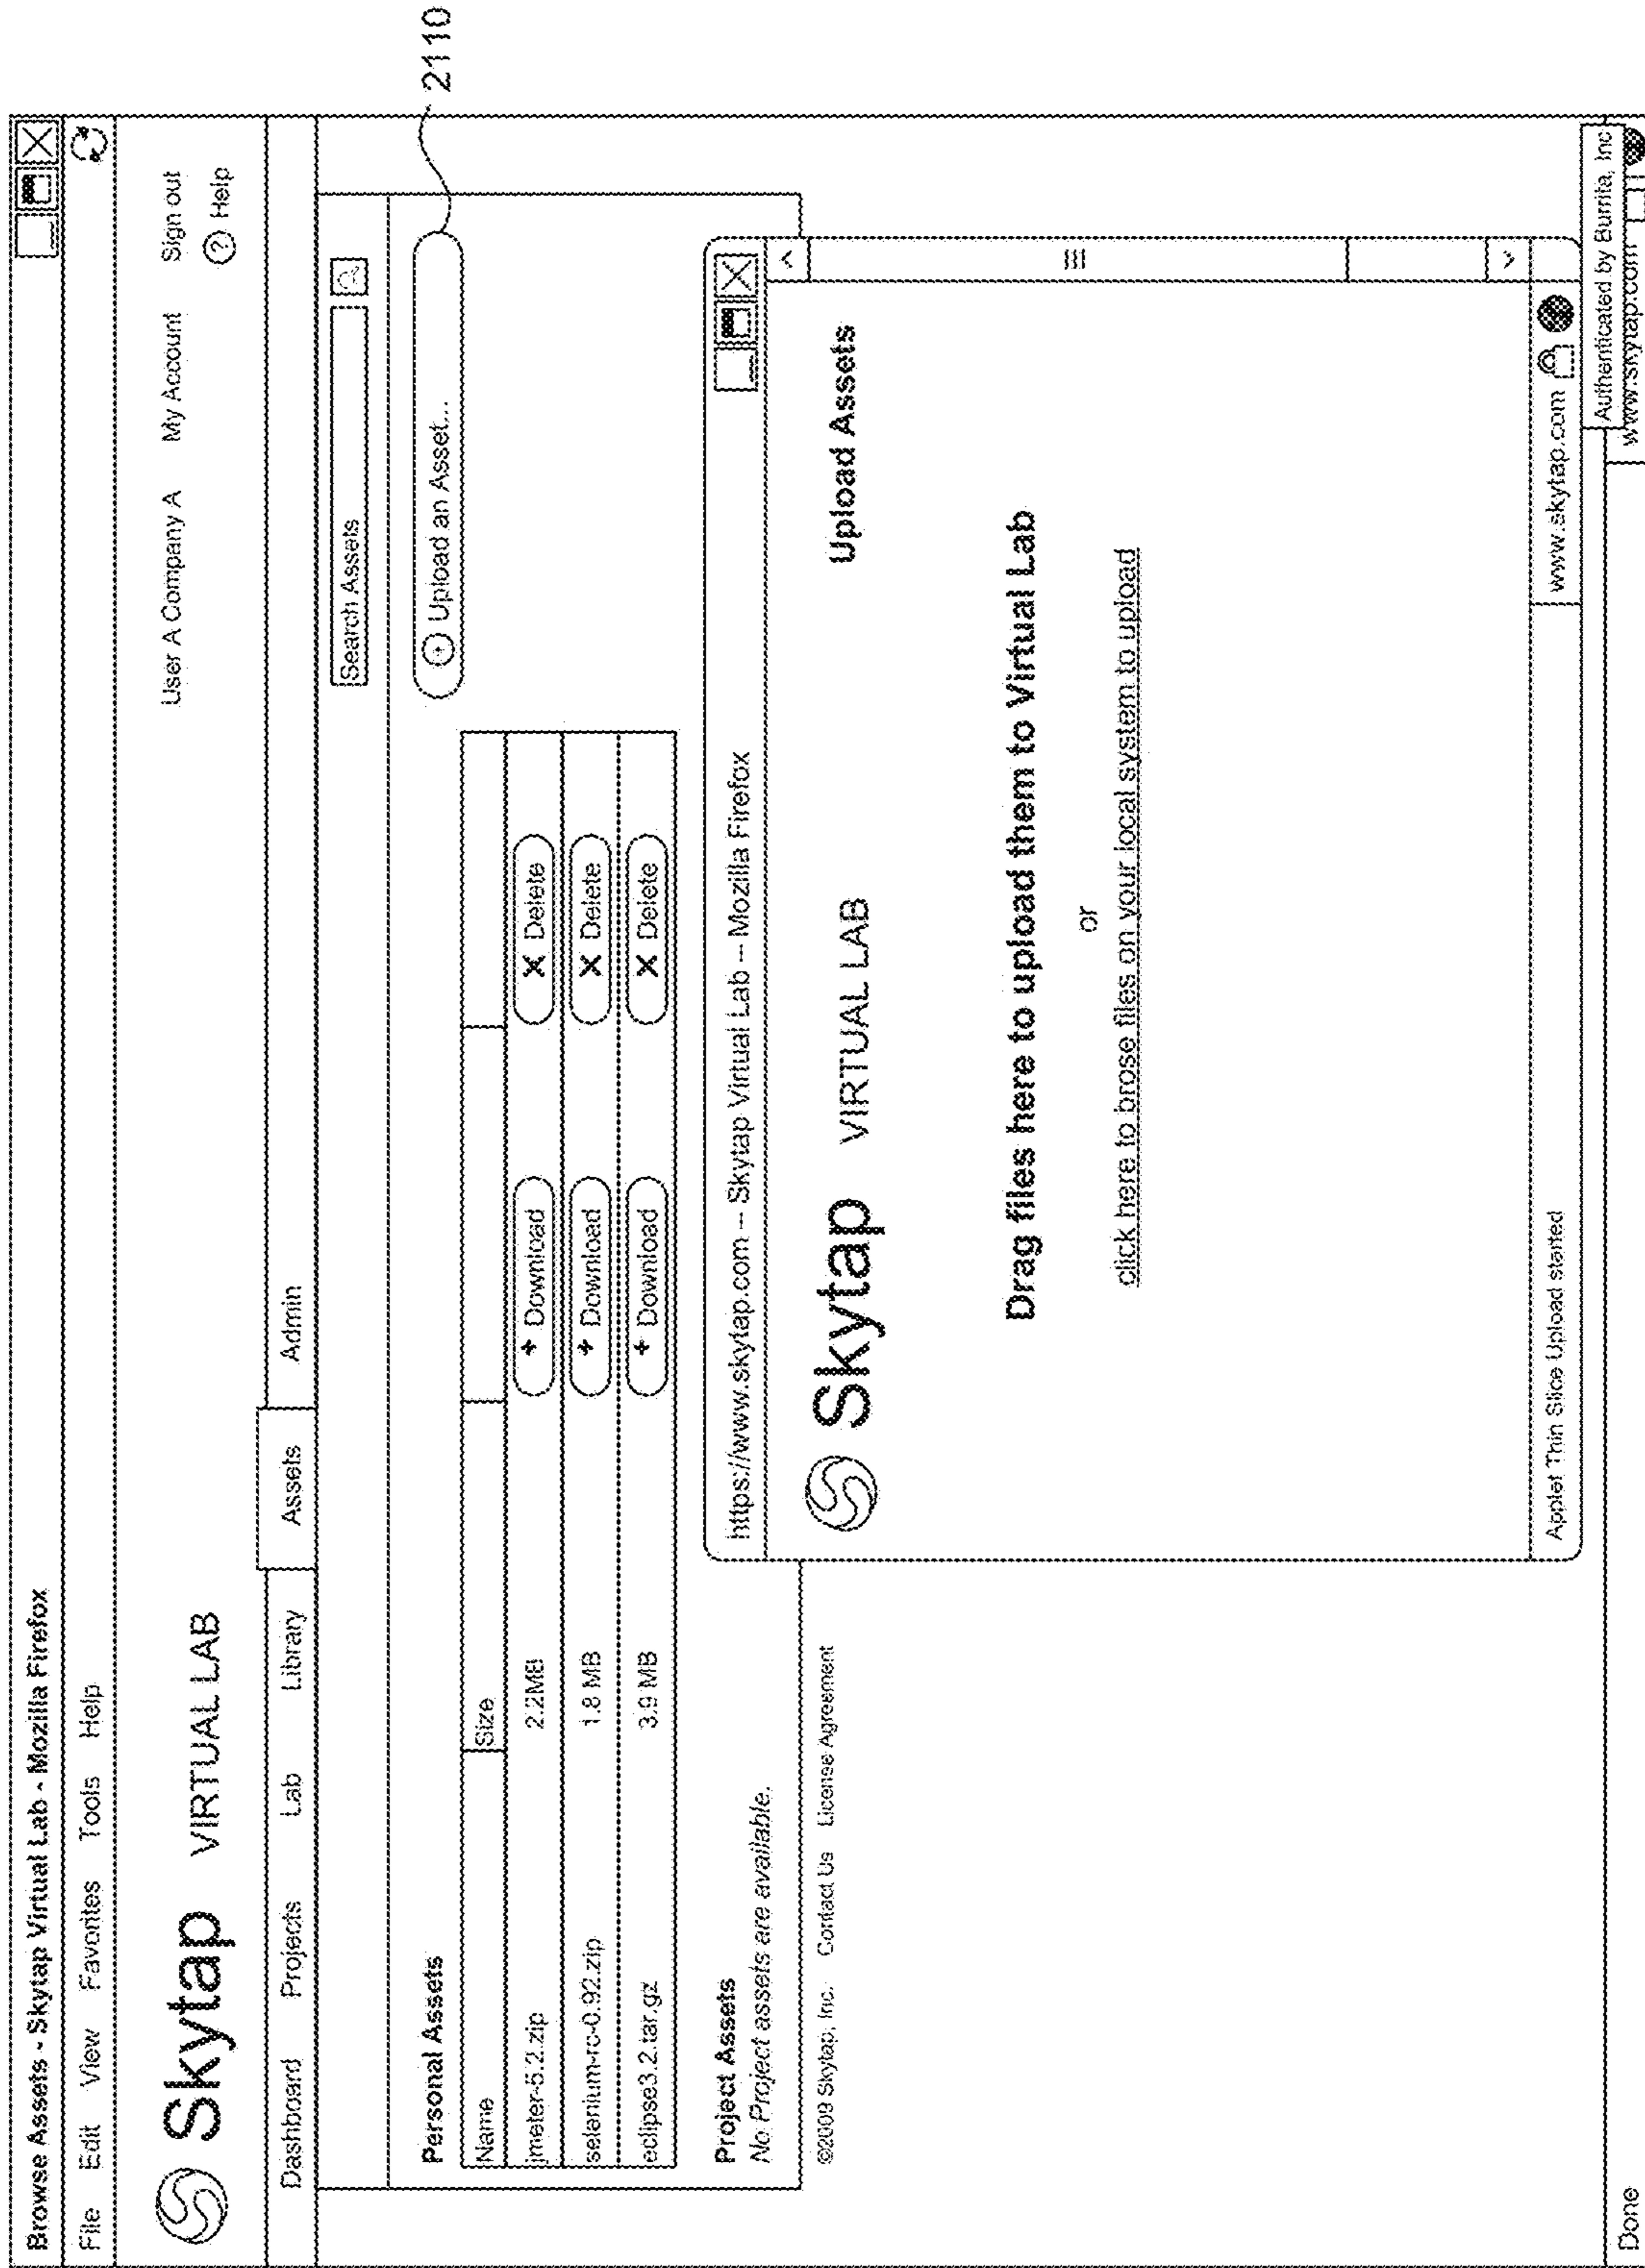 Browse Assets - Skytap Virtual Lab - Mozilla Firefox
File Edit View Favorites Tools Help
Skytap VIRTUAL LAB
User A Company A My Account Sign out
? Help
Dashboard Projects Lab Library Assets Admin
Search Assets
Personal Assets
+ Upload an Asset...
2110
Name Size
jmeter-5.2.zip 2.2MB Download X Delete
selenium-rc-0.92.zip 1.8 MB Download X Delete
eclipse3.2.tar.gz 3.9 MB Download X Delete
Project Assets
No Project assets are available.
©2009 Skytap, Inc. Contact Us License Agreement
https://www.skytap.com -- Skytap Virtual Lab -- Mozilla Firefox
Skytap VIRTUAL LAB Upload Assets
Drag files here to upload them to Virtual Lab
or
click here to brose files on your local system to upload
Applet Thin Slice Upload started www.skytap.com
Authenticated by Burrita, Inc
Done www.skytap.com